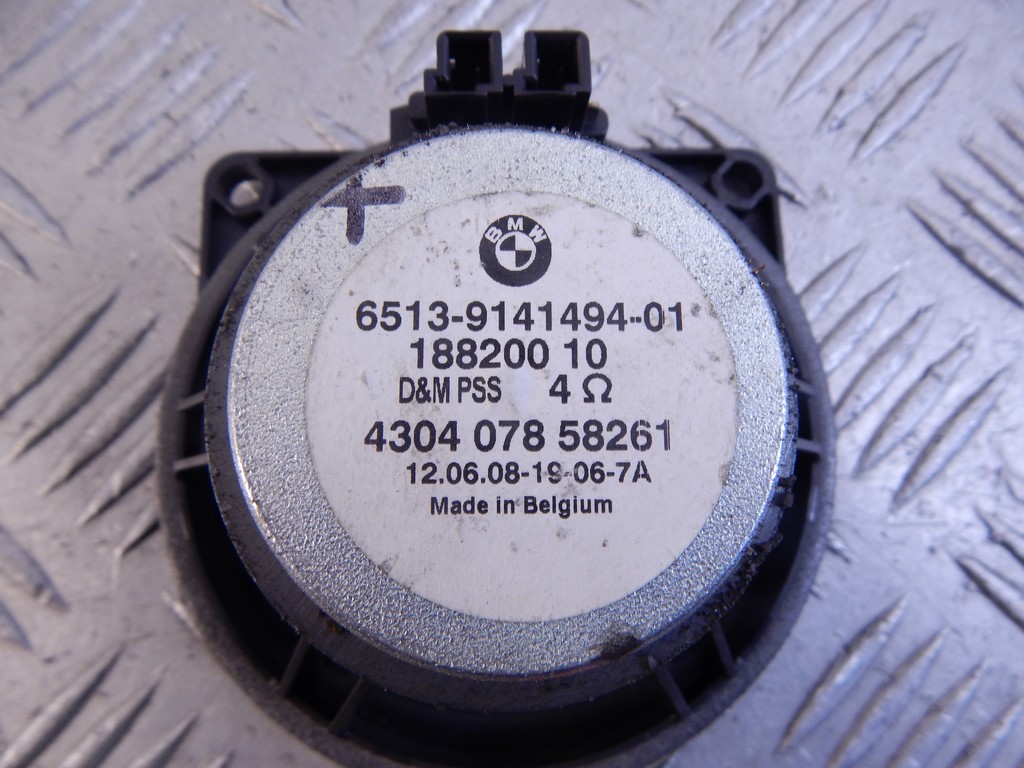 BMW
6513-9141494-01
188200 10
D&M PSS 4 Ω
4304 078 58261
12.06.08-19-06-7A
Made in Belgium